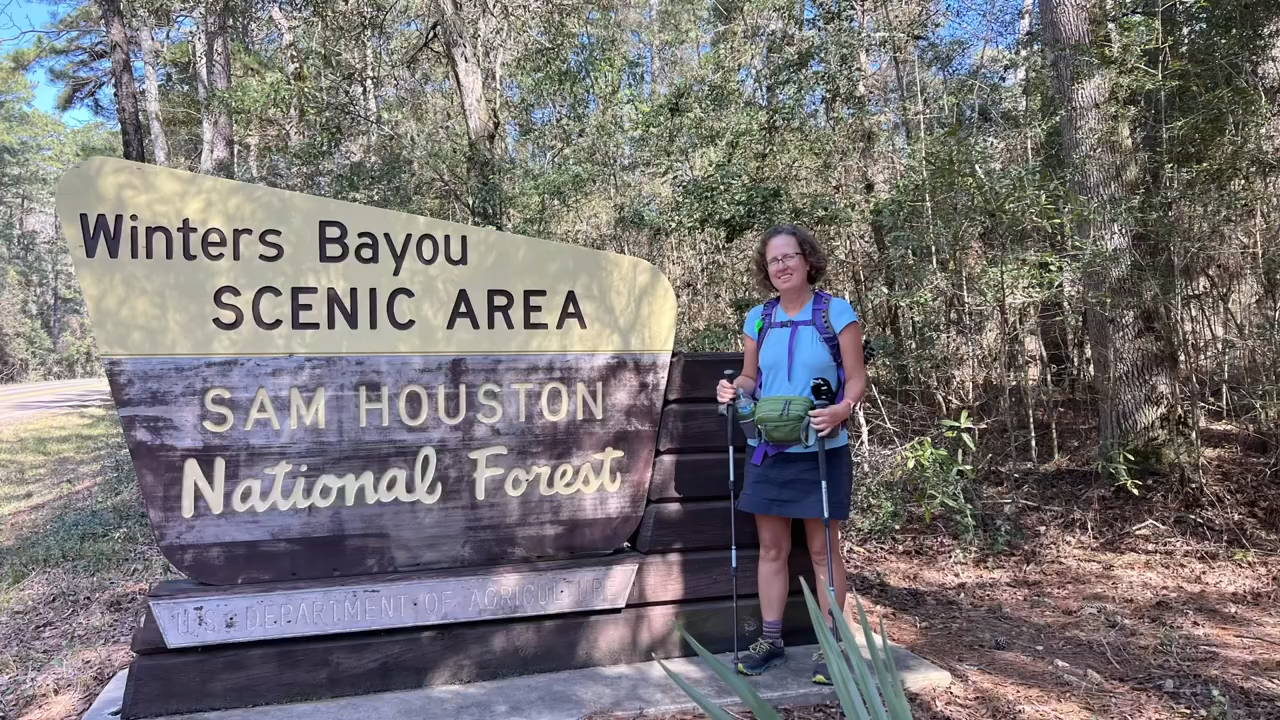 Winters Bayou
SCENIC AREA
SAM HOUSTON
National Forest
U.S. DEPARTMENT OF AGRICULTURE